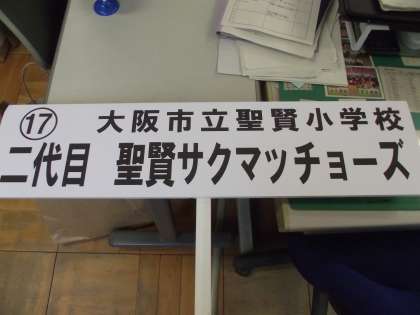 ⑰ 大阪市立聖賢小学校
二代目 聖賢サクマッチョーズ